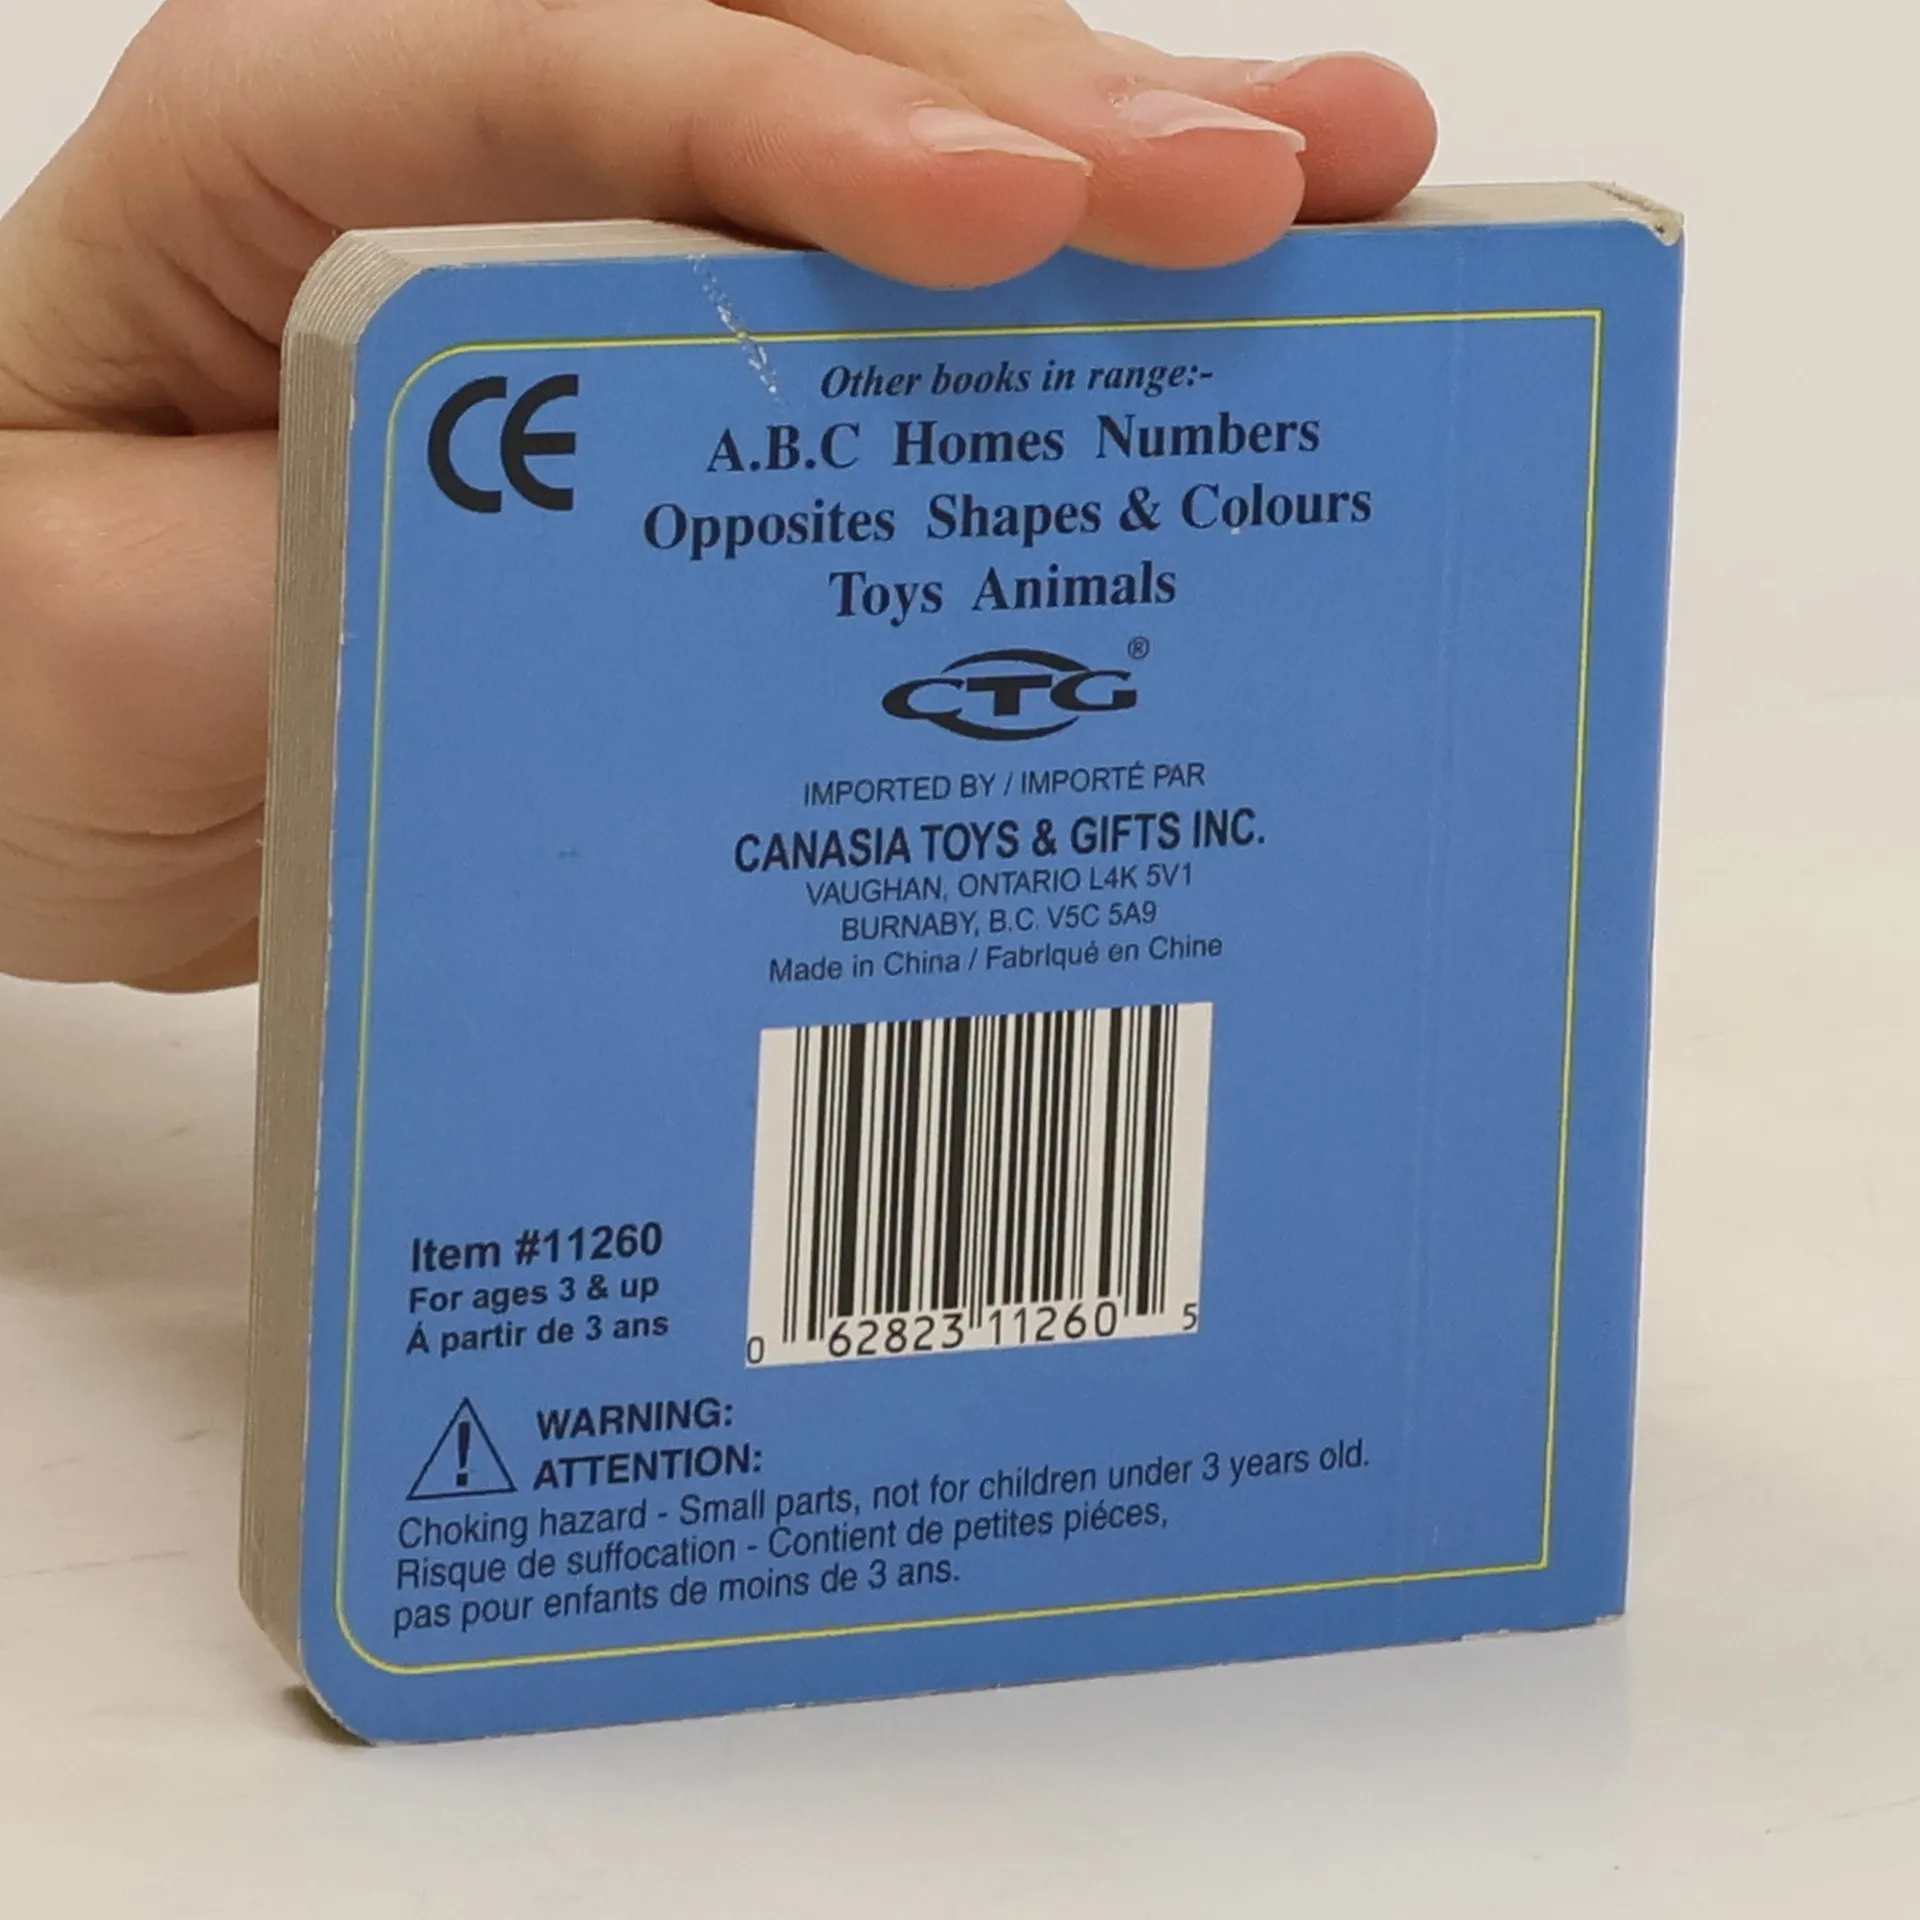 CE
Other books in range:-
A.B.C Homes Numbers
Opposites Shapes & Colours
Toys Animals
CTG®
IMPORTED BY / IMPORTÉ PAR
CANASIA TOYS & GIFTS INC.
VAUGHAN, ONTARIO L4K 5V1
BURNABY, B.C. V5C 5A9
Made in China / Fabriqué en Chine
0 62823 11260 5
Item #11260
For ages 3 & up
Á partir de 3 ans
WARNING:
ATTENTION:
Choking hazard - Small parts, not for children under 3 years old.
Risque de suffocation - Contient de petites piéces,
pas pour enfants de moins de 3 ans.